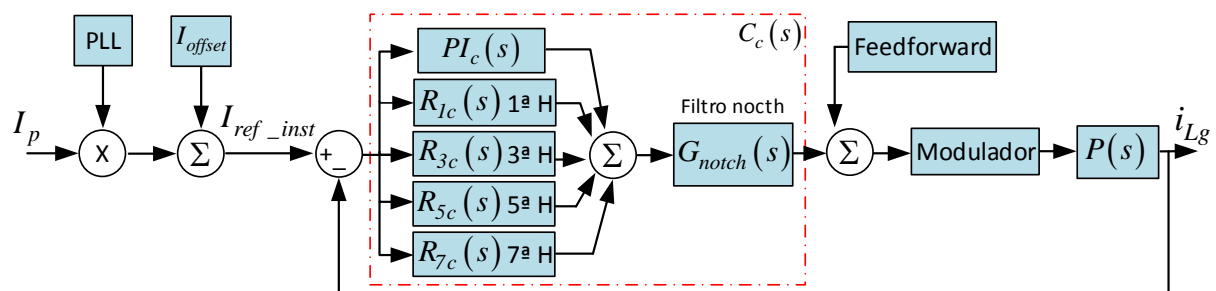 PLL
I_offset
I_p
X
Σ
I_ref_inst
+
−
C_c(s)
PI_c(s)
R_1c(s) 1ª H
R_3c(s) 3ª H
R_5c(s) 5ª H
R_7c(s) 7ª H
Σ
Filtro nocth
G_notch(s)
Feedforward
Σ
Modulador
P(s)
i_Lg